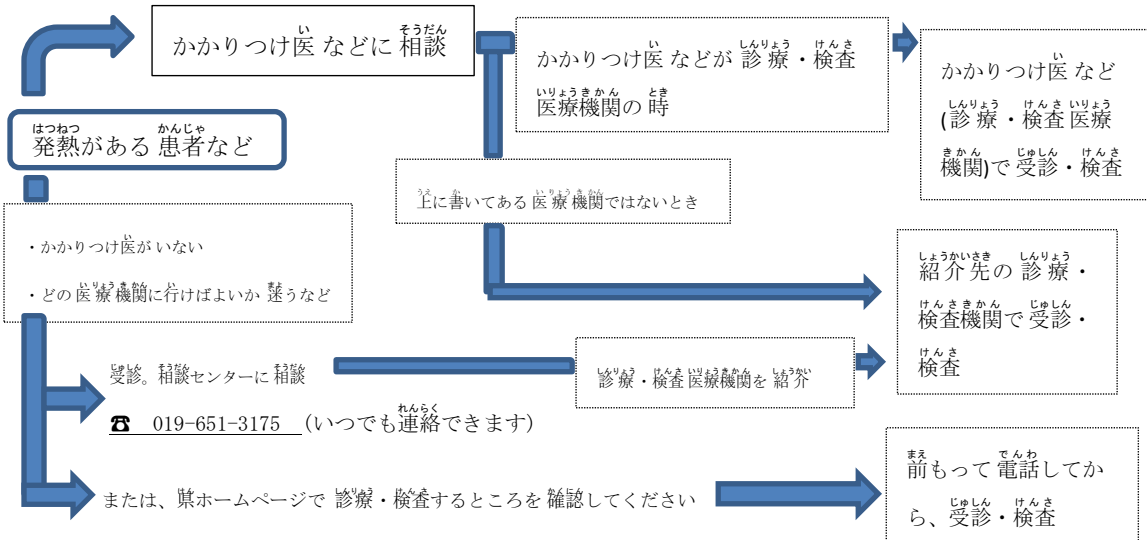 かかりつけ医などに相談
かかりつけ医などが診療・検査
医療機関の時
かかりつけ医など
(診療・検査医療
機関)で受診・検査
発熱がある患者など
上に書いてある医療機関ではないとき
・かかりつけ医がいない
・どの医療機関に行けばよいか迷うなど
紹介先の診療・
検査機関で受診・
検査
受診。相談センターに相談
診療・検査医療機関を紹介
☎ 019-651-3175 (いつでも連絡できます)
または、県ホームページで診療・検査するところを確認してください
前もって電話してか
ら、受診・検査